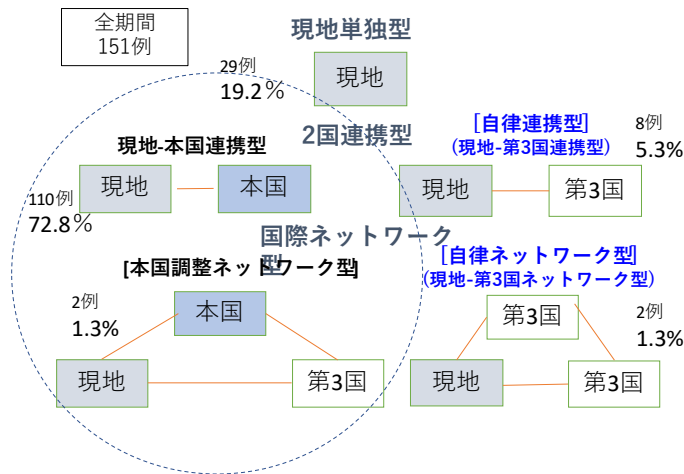 全期間
151例
現地単独型
現地
29例
19.2%
2国連携型
現地-本国連携型
現地
本国
110例
72.8%
[自律連携型]
(現地-第3国連携型)
8例
5.3%
現地
第3国
国際ネットワーク
型
[本国調整ネットワーク型]
2例
1.3%
本国
現地
第3国
[自律ネットワーク型]
(現地-第3国ネットワーク型)
第3国
2例
1.3%
現地
第3国